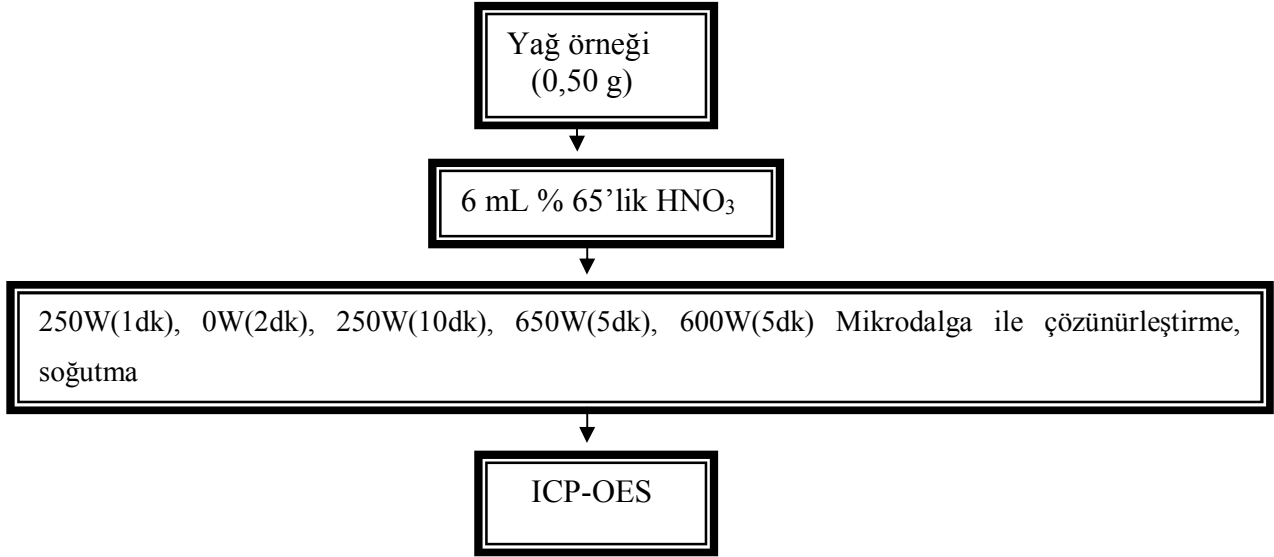 Yağ örneği
(0,50 g)
6 mL % 65’lik HNO₃
250W(1dk), 0W(2dk), 250W(10dk), 650W(5dk), 600W(5dk) Mikrodalga ile çözünürleştirme,
soğutma
ICP-OES